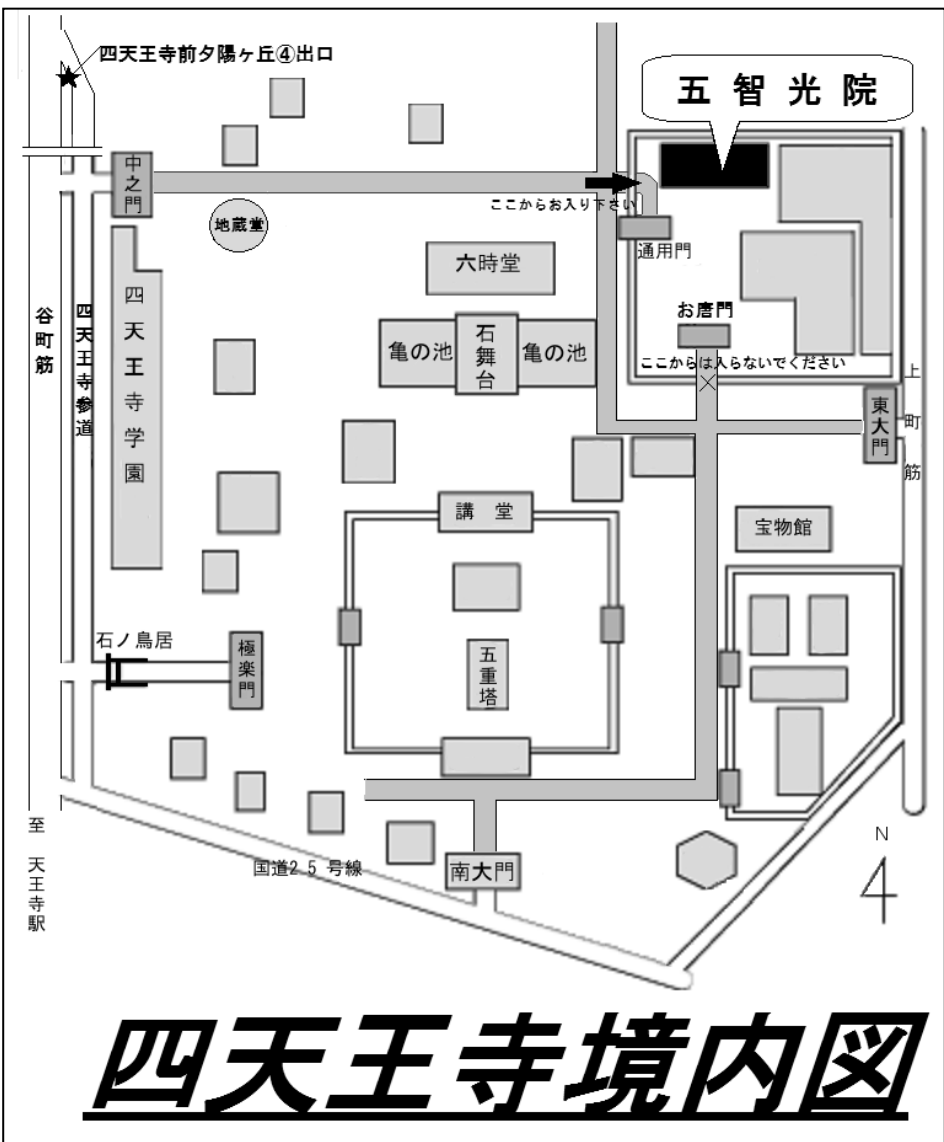 四天王寺前夕陽ヶ丘④出口
五智光院
中之門
ここからお入り下さい
地蔵堂
通用門
六時堂
四天王寺学園
お唐門
谷町筋
四天王寺参道
亀の池
石舞台
亀の池
ここからは入らないでください
上町筋
東大門
講堂
宝物館
石ノ鳥居
極楽門
五重塔
至 天王寺駅
国道25号線
南大門
N
四天王寺境内図